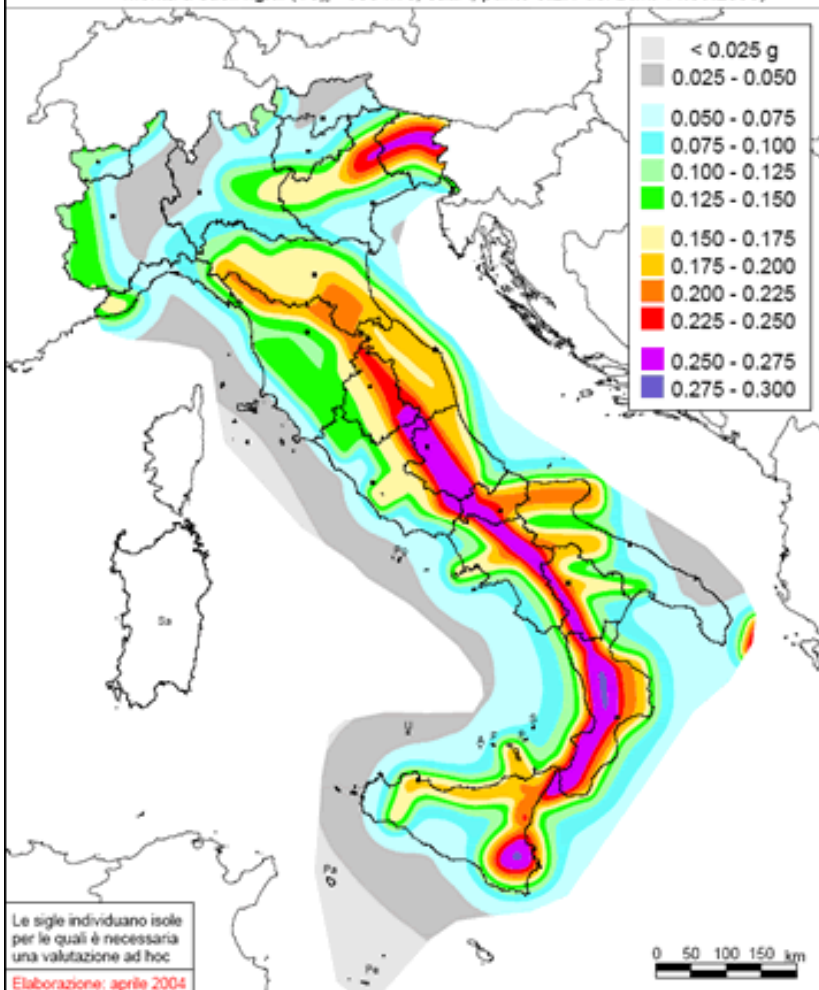 < 0.025 g
0.025 - 0.050
0.050 - 0.075
0.075 - 0.100
0.100 - 0.125
0.125 - 0.150
0.150 - 0.175
0.175 - 0.200
0.200 - 0.225
0.225 - 0.250
0.250 - 0.275
0.275 - 0.300
Sa
U
A
F
S
Pa
Pe
Le sigle individuano isole
per le quali è necessaria
una valutazione ad hoc
Elaborazione: aprile 2004
0 50 100 150 km